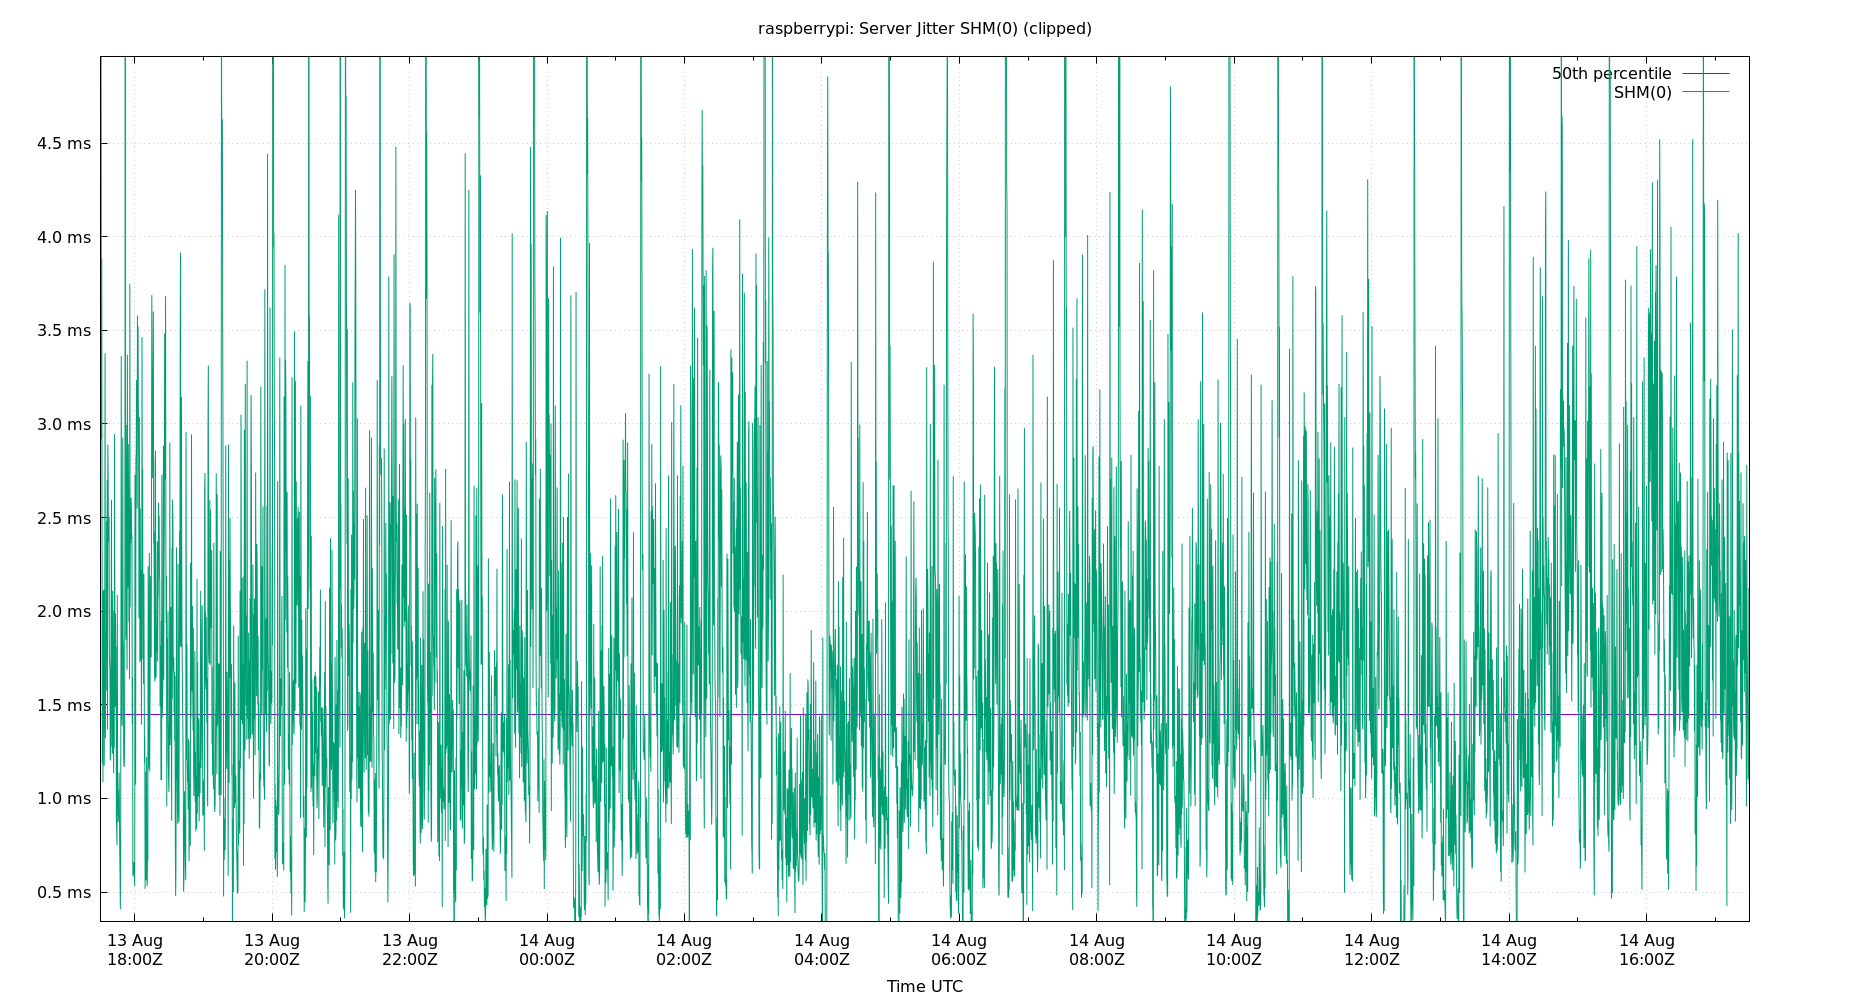 raspberrypi: Server Jitter SHM(0) (clipped)
50th percentile
SHM(0)
4.5 ms
4.0 ms
3.5 ms
3.0 ms
2.5 ms
2.0 ms
1.5 ms
1.0 ms
0.5 ms
13 Aug 13 Aug 13 Aug 14 Aug 14 Aug 14 Aug 14 Aug 14 Aug 14 Aug 14 Aug 14 Aug 14 Aug
18:00Z 20:00Z 22:00Z 00:00Z 02:00Z 04:00Z 06:00Z 08:00Z 10:00Z 12:00Z 14:00Z 16:00Z
Time UTC